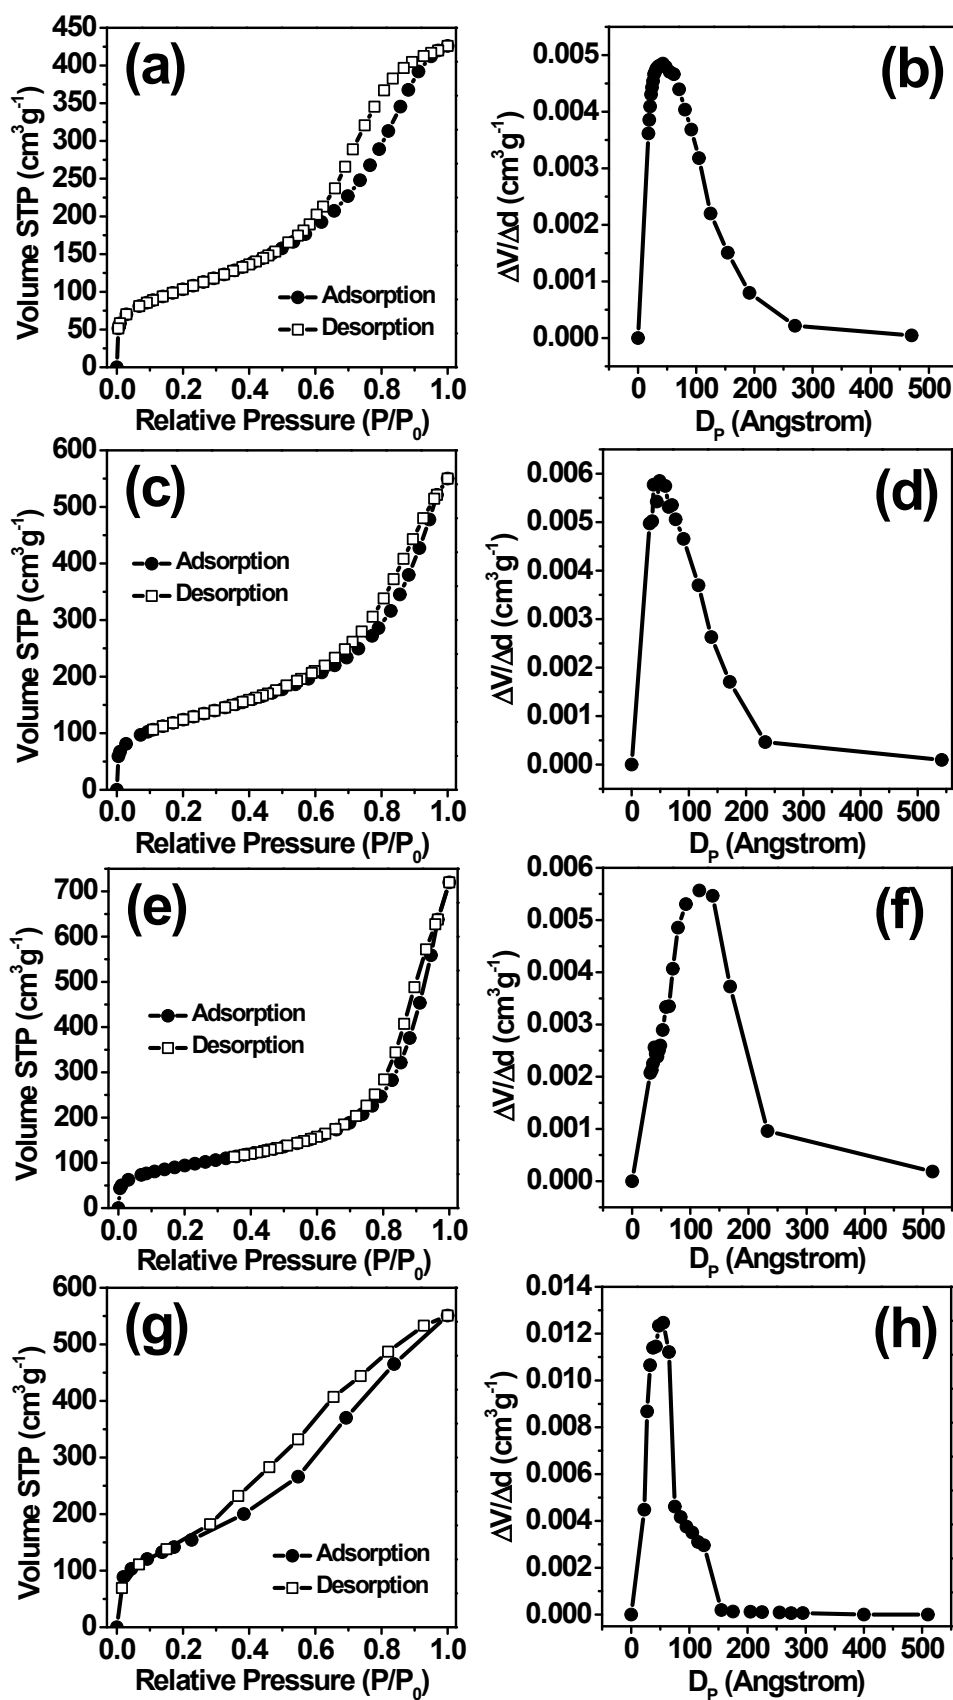 (a)
Volume STP (cm³g⁻¹)
450
400
350
300
250
200
150
100
50
0
Adsorption
Desorption
0.0 0.2 0.4 0.6 0.8 1.0
Relative Pressure (P/P₀)
(b)
ΔV/Δd (cm³g⁻¹)
0.005
0.004
0.003
0.002
0.001
0.000
0 100 200 300 400 500
Dₚ (Angstrom)
(c)
Volume STP (cm³g⁻¹)
600
500
400
300
200
100
0
Adsorption
Desorption
0.0 0.2 0.4 0.6 0.8 1.0
Relative Pressure (P/P₀)
(d)
ΔV/Δd (cm³g⁻¹)
0.006
0.005
0.004
0.003
0.002
0.001
0.000
0 100 200 300 400 500
Dₚ (Angstrom)
(e)
Volume STP (cm³g⁻¹)
700
600
500
400
300
200
100
0
Adsorption
Desorption
0.0 0.2 0.4 0.6 0.8 1.0
Relative Pressure (P/P₀)
(f)
ΔV/Δd (cm³g⁻¹)
0.006
0.005
0.004
0.003
0.002
0.001
0.000
0 100 200 300 400 500
Dₚ (Angstrom)
(g)
Volume STP (cm³g⁻¹)
600
500
400
300
200
100
0
Adsorption
Desorption
0.0 0.2 0.4 0.6 0.8 1.0
Relative Pressure (P/P₀)
(h)
ΔV/Δd (cm³g⁻¹)
0.014
0.012
0.010
0.008
0.006
0.004
0.002
0.000
0 100 200 300 400 500
Dₚ (Angstrom)